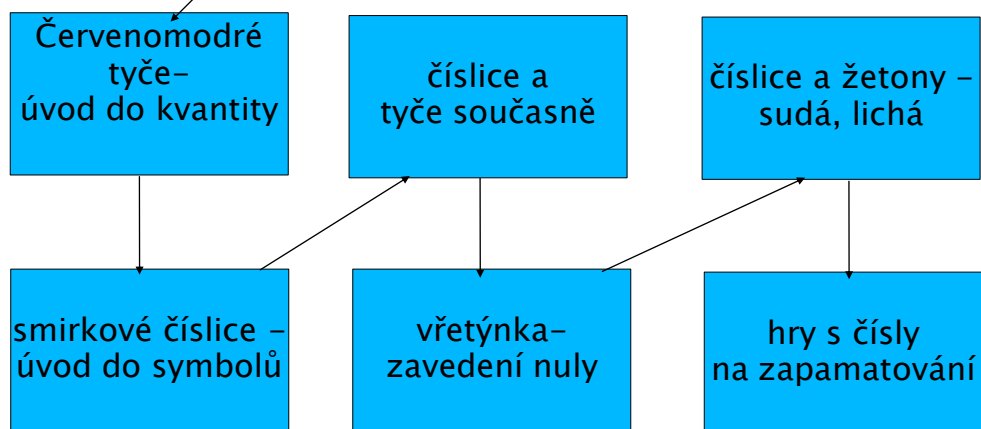 Červenomodré
tyče–
úvod do kvantity
smirkové číslice –
úvod do symbolů
číslice a
tyče současně
vřetýnka–
zavedení nuly
číslice a žetony –
sudá, lichá
hry s čísly
na zapamatování